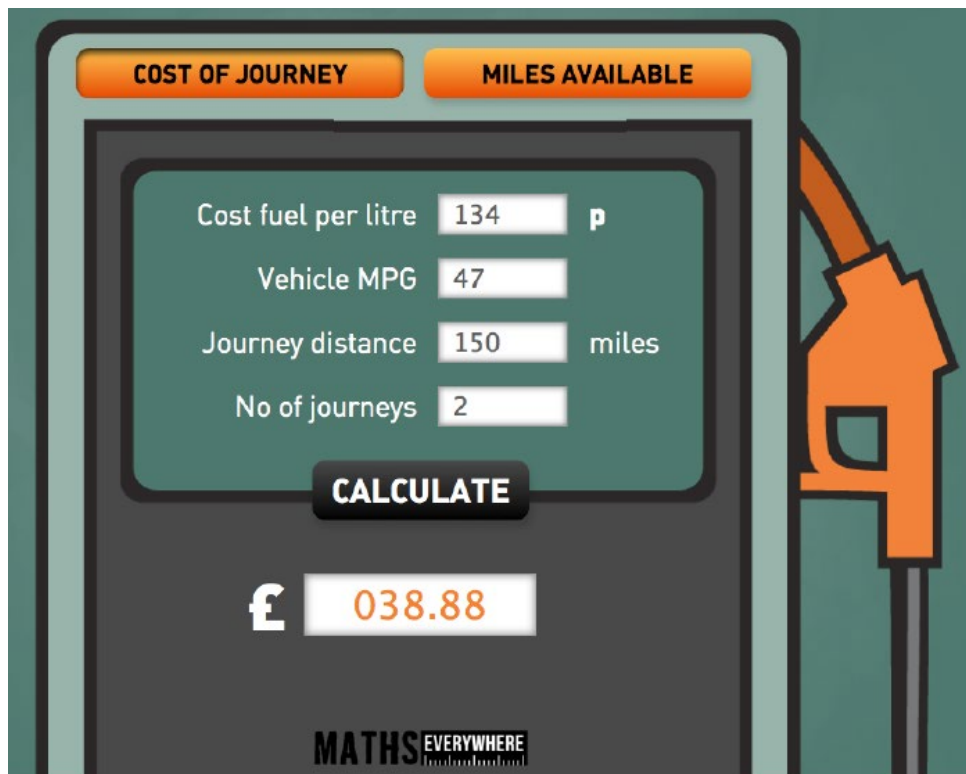 COST OF JOURNEY MILES AVAILABLE
Cost fuel per litre 134 p
Vehicle MPG 47
Journey distance 150 miles
No of journeys 2
CALCULATE
£ 038.88
MATHS EVERYWHERE